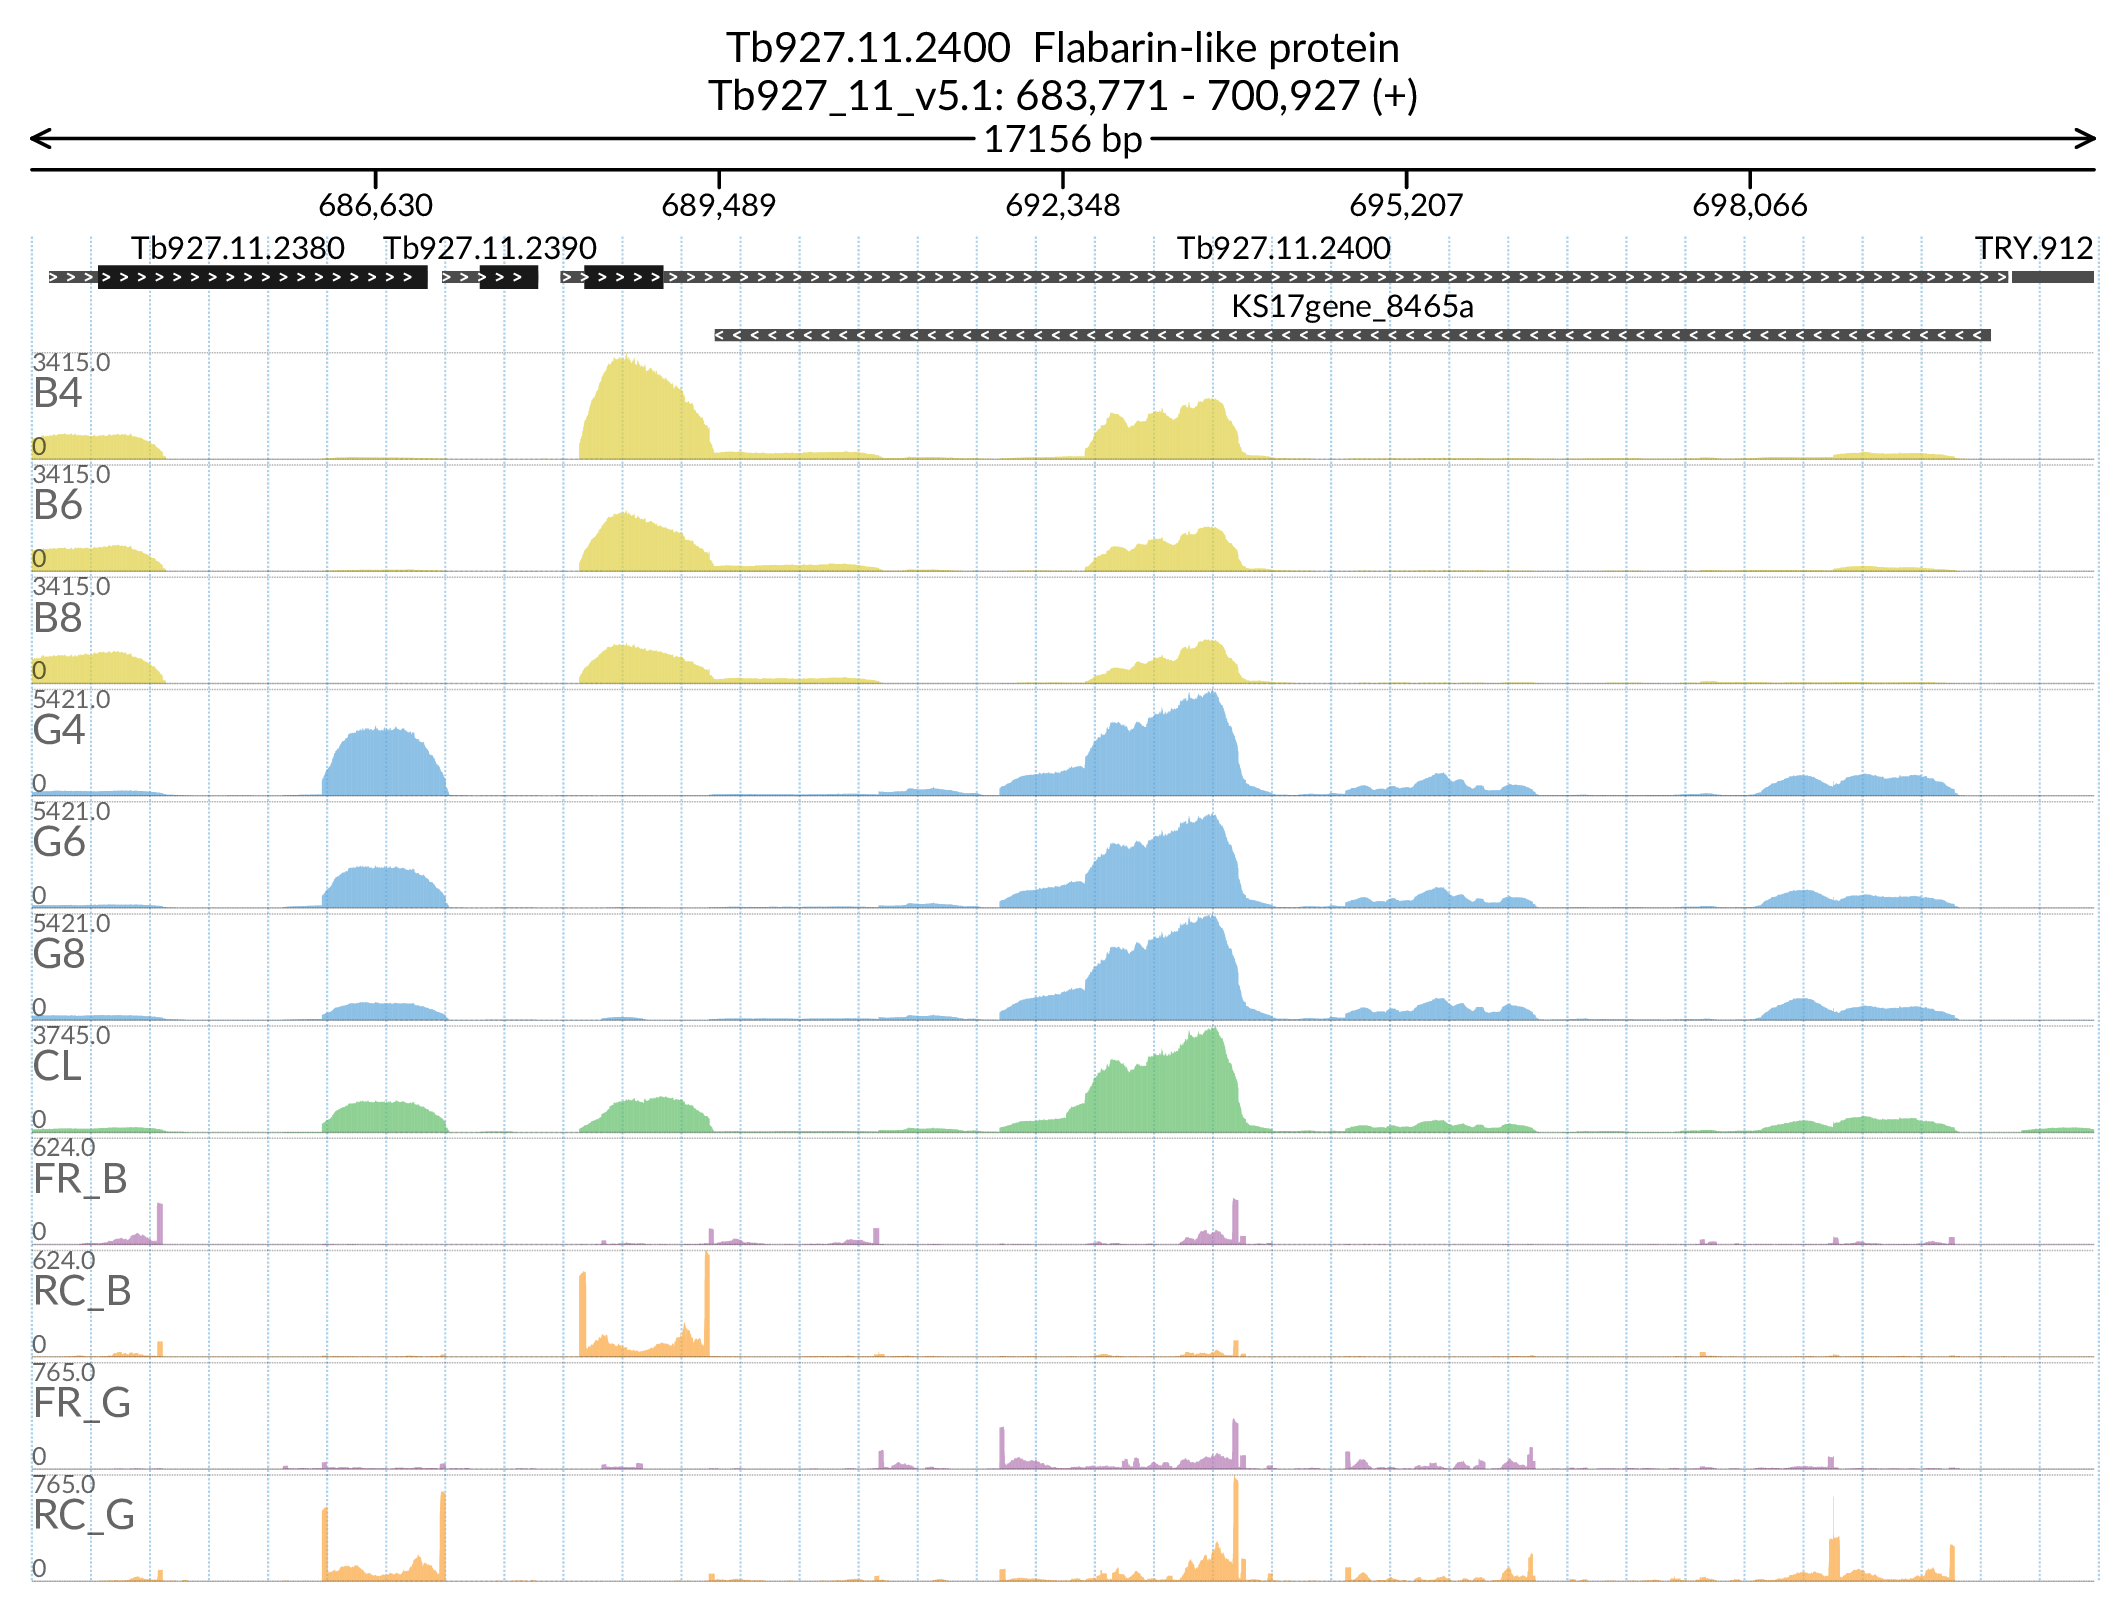 Tb927.11.2400  Flabarin-like protein
Tb927_11_v5.1: 683,771 - 700,927 (+)
17156 bp
686,630 689,489 692,348 695,207 698,066
Tb927.11.2380 Tb927.11.2390 Tb927.11.2400 TRY.912
KS17gene_8465a
3415.0
B4
0
3415.0
B6
0
3415.0
B8
0
5421.0
G4
0
5421.0
G6
0
5421.0
G8
0
3745.0
CL
0
624.0
FR_B
0
624.0
RC_B
0
765.0
FR_G
0
765.0
RC_G
0